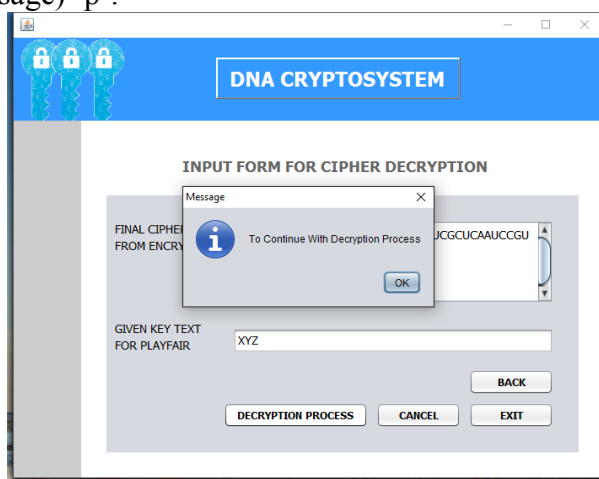 sage) p .
DNA CRYPTOSYSTEM
INPUT FORM FOR CIPHER DECRYPTION
Message
To Continue With Decryption Process
OK
FINAL CIPHE
FROM ENCRY
UCGCUCAAUCCGU
GIVEN KEY TEXT
FOR PLAYFAIR
XYZ
BACK
DECRYPTION PROCESS CANCEL EXIT